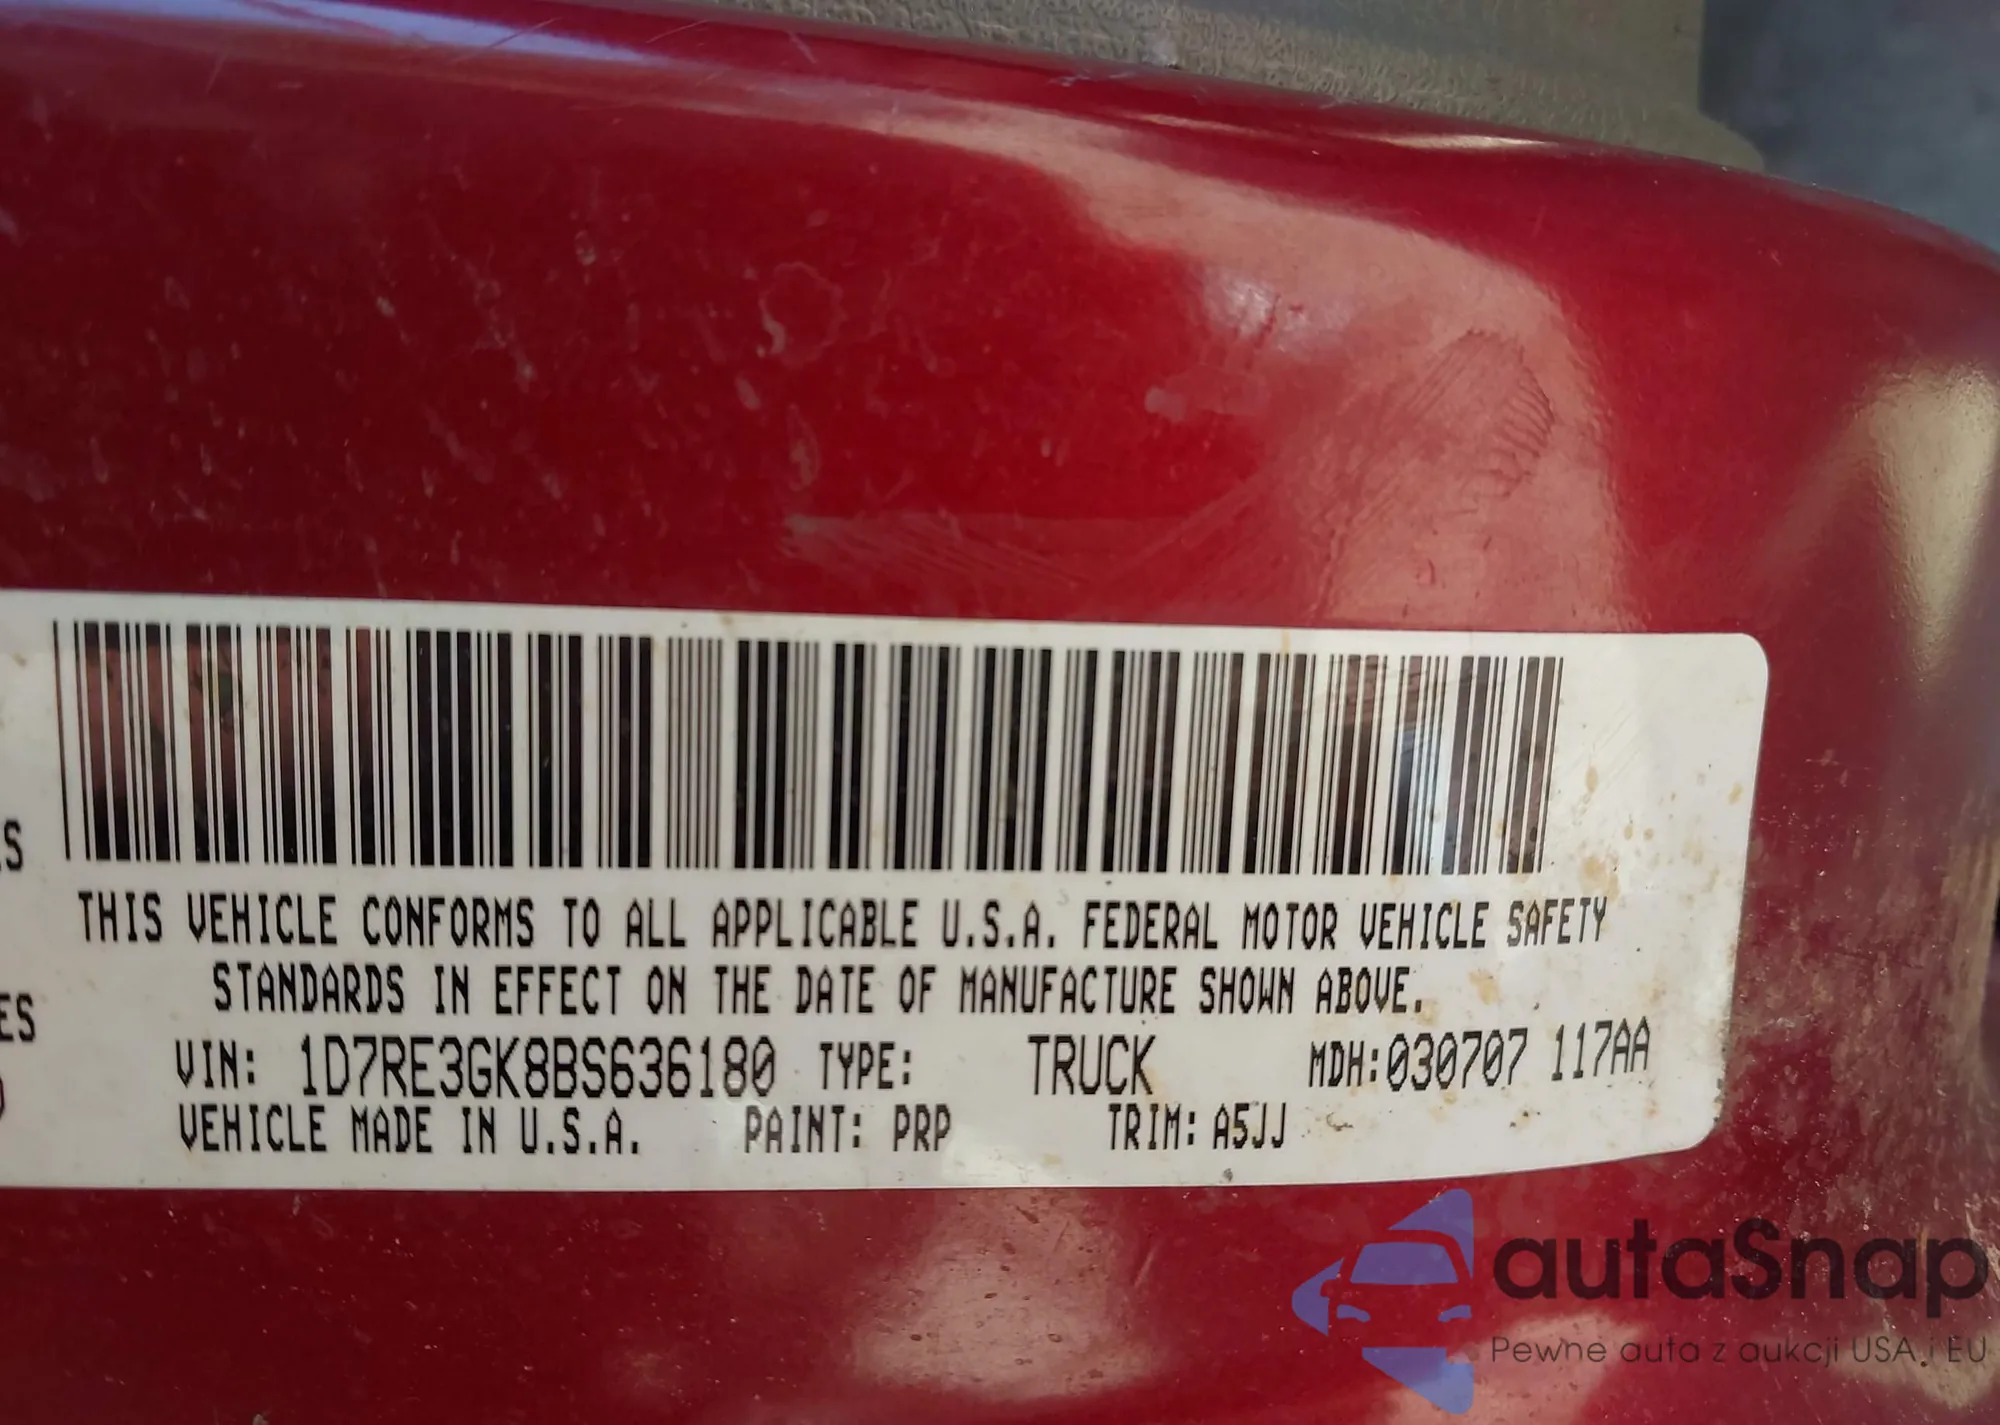 LS
THIS VEHICLE CONFORMS TO ALL APPLICABLE U.S.A. FEDERAL MOTOR VEHICLE SAFETY
ES STANDARDS IN EFFECT ON THE DATE OF MANUFACTURE SHOWN ABOVE.
VIN: 1D7RE3GK8BS636180 TYPE: TRUCK MDH:030707 117AA
VEHICLE MADE IN U.S.A. PAINT: PRP TRIM: A5JJ
autaSnap
Pewne auta z aukcji USA i EU